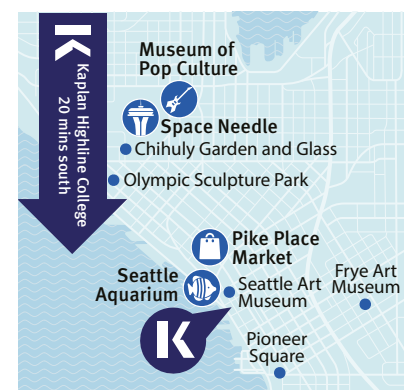 K
Kaplan Highline College
20 mins south
Museum of
Pop Culture
Space Needle
Chihuly Garden and Glass
Olympic Sculpture Park
Pike Place
Market
Seattle
Aquarium
Seattle Art
Museum
Frye Art
Museum
K
Pioneer
Square